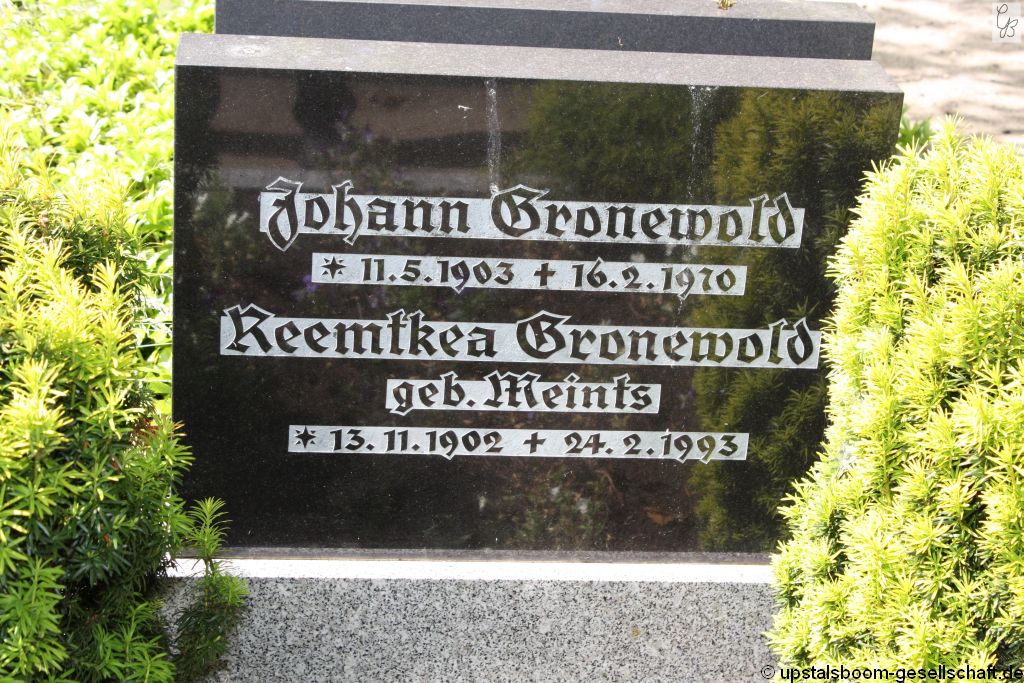 Johann Gronewold
* 11.5.1903 + 16.2.1970
Reemtkea Gronewold
geb. Meints
* 13.11.1902 + 24.2.1993
© upstalsboom-gesellschaft.de